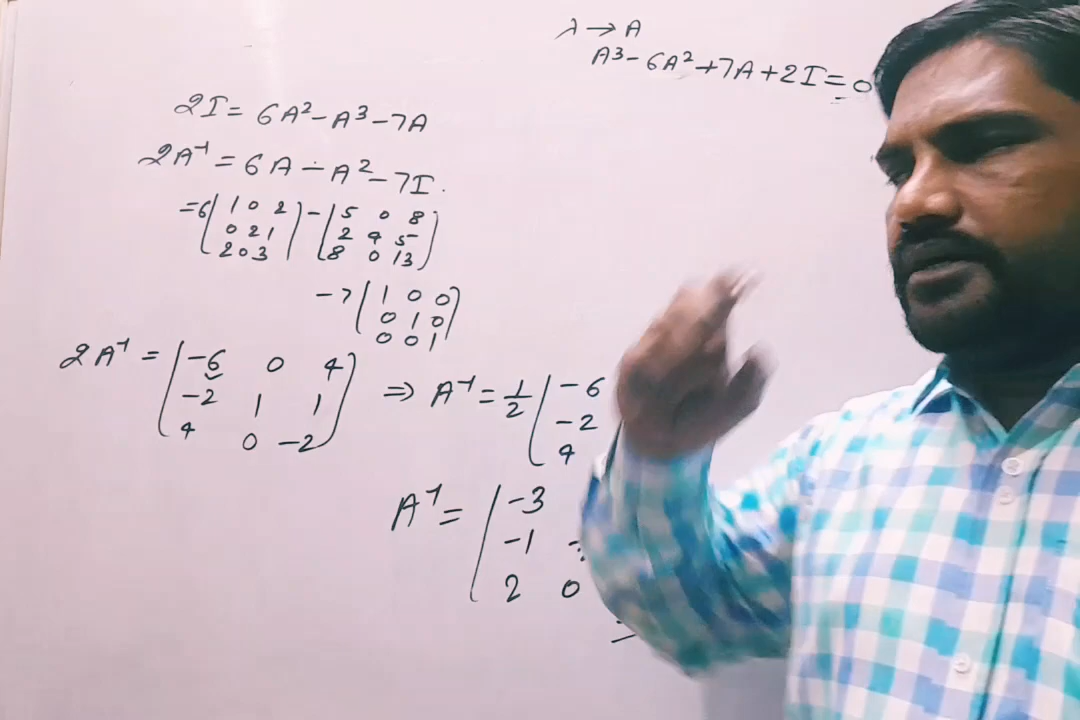 λ → A
A³ - 6A² + 7A + 2I = 0
2I = 6A² - A³ - 7A
2A⁻¹ = 6A - A² - 7I.
= 6 ( 1 0 2 ) - ( 5 0 8 )
0 2 1 2 4 5
2 0 3 8 0 13
- 7 ( 1 0 0 )
0 1 0
0 0 1
2A⁻¹ = ( -6 0 4 ) ⇒ A⁻¹ = 1/2 ( -6
-2 1 1 -2
4 0 -2 4
A⁻¹ = ( -3
-1
2 0